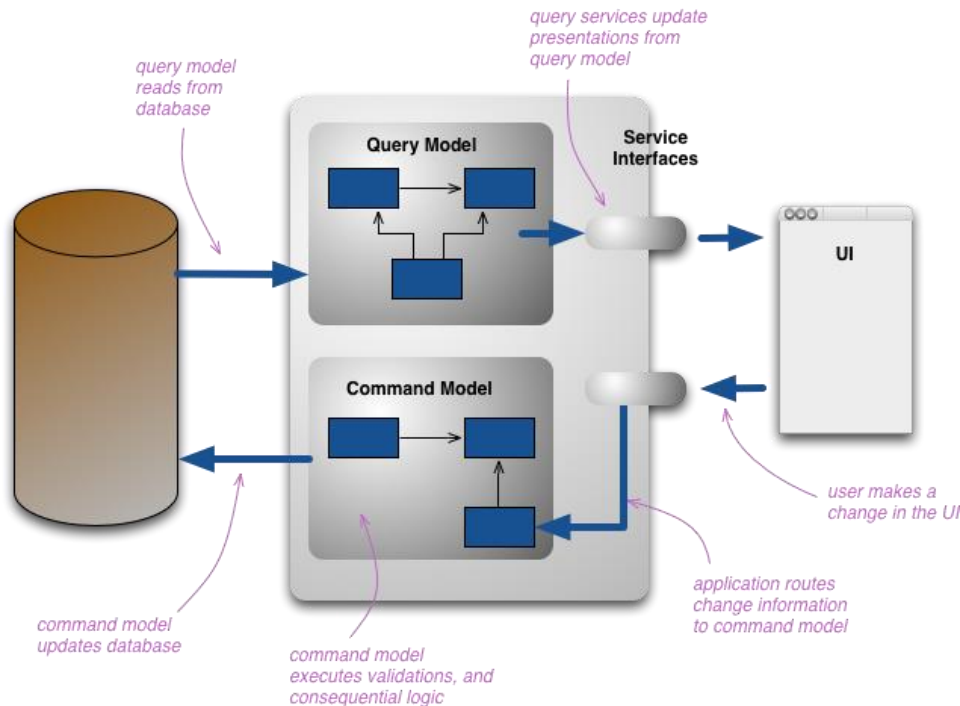 query services update
presentations from
query model
query model
reads from
database
Query Model
Service
Interfaces
UI
Command Model
user makes a
change in the UI
application routes
change information
to command model
command model
updates database
command model
executes validations, and
consequential logic